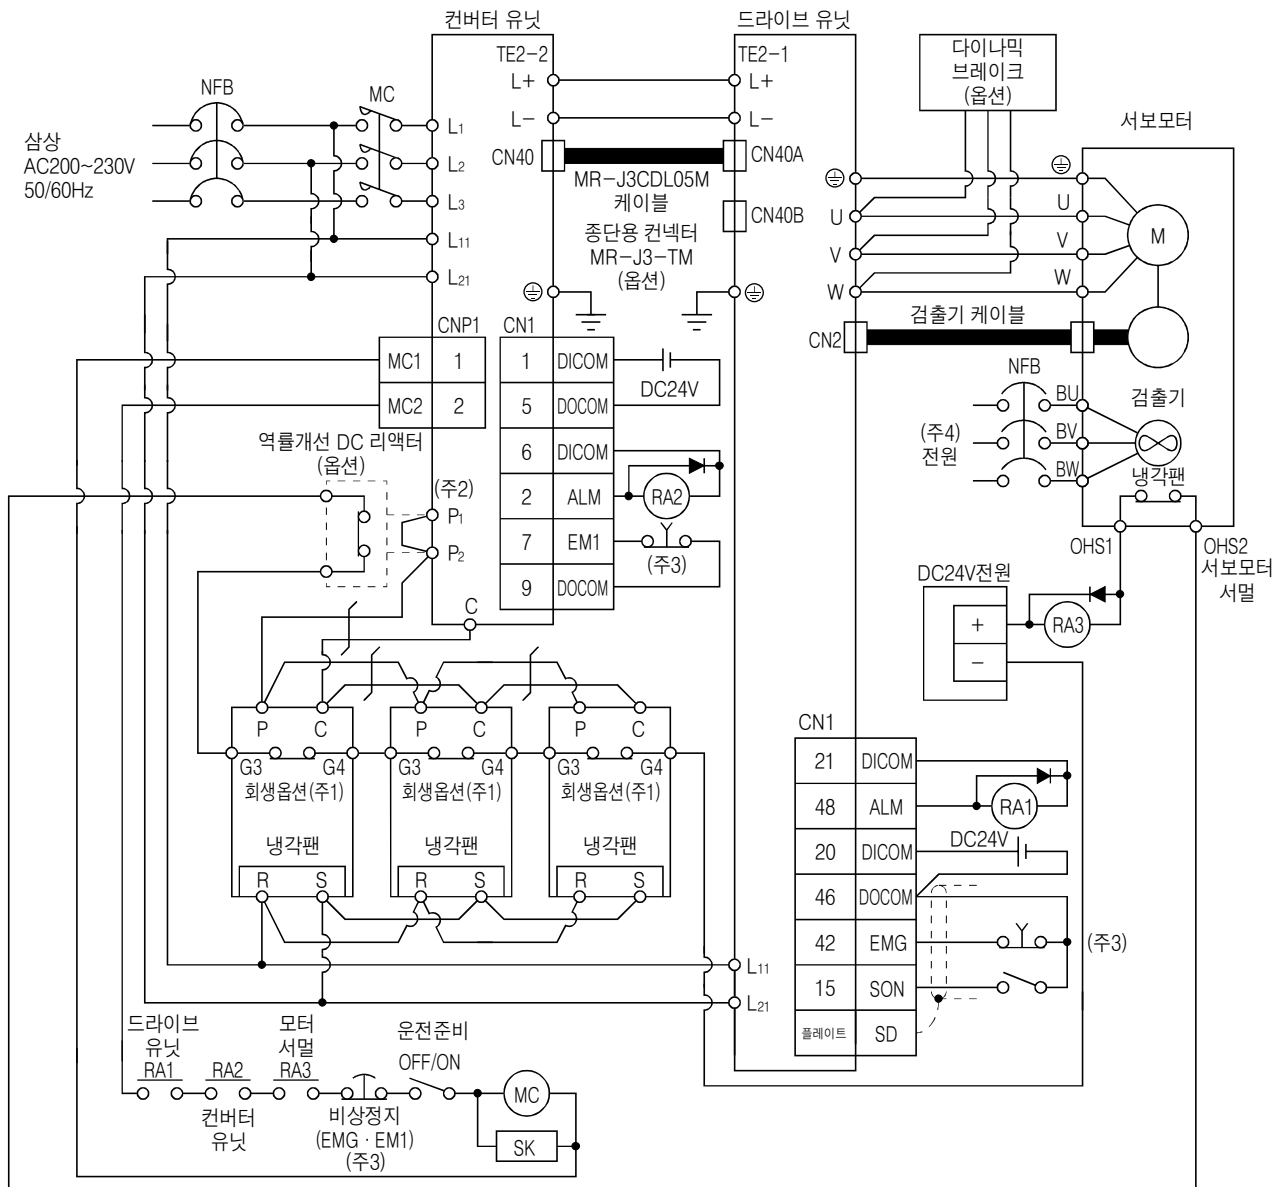 컨버터 유닛
드라이브 유닛
TE2-2
TE2-1
L+
L+
L-
L-
다이나믹
브레이크
(옵션)
NFB
MC
삼상
AC200~230V
50/60Hz
L1
L2
L3
L11
L21
CN40
CN40A
MR-J3CDL05M
케이블
CN40B
종단용 컨넥터
MR-J3-TM
(옵션)
서보모터
U
V
W
U
V
W
M
CN2
검출기 케이블
검출기
CNP1
MC1
1
MC2
2
CN1
1
DICOM
5
DOCOM
6
DICOM
2
ALM
7
EM1
9
DOCOM
DC24V
RA2
(주3)
NFB
(주4)
전원
BU
BV
BW
냉각팬
OHS1
OHS2
서보모터
서멀
역률개선 DC 리액터
(옵션)
(주2)
P1
P2
C
DC24V전원
+
-
RA3
P
C
P
C
P
C
G3
G4
G3
G4
G3
G4
회생옵션(주1)
회생옵션(주1)
회생옵션(주1)
냉각팬
냉각팬
냉각팬
R
S
R
S
R
S
CN1
21
DICOM
48
ALM
20
DICOM
46
DOCOM
42
EMG
15
SON
플레이트
SD
RA1
DC24V
(주3)
L11
L21
드라이브
유닛
RA1
RA2
컨버터
유닛
모터
서멀
RA3
비상정지
(EMG · EM1)
(주3)
운전준비
OFF/ON
MC
SK